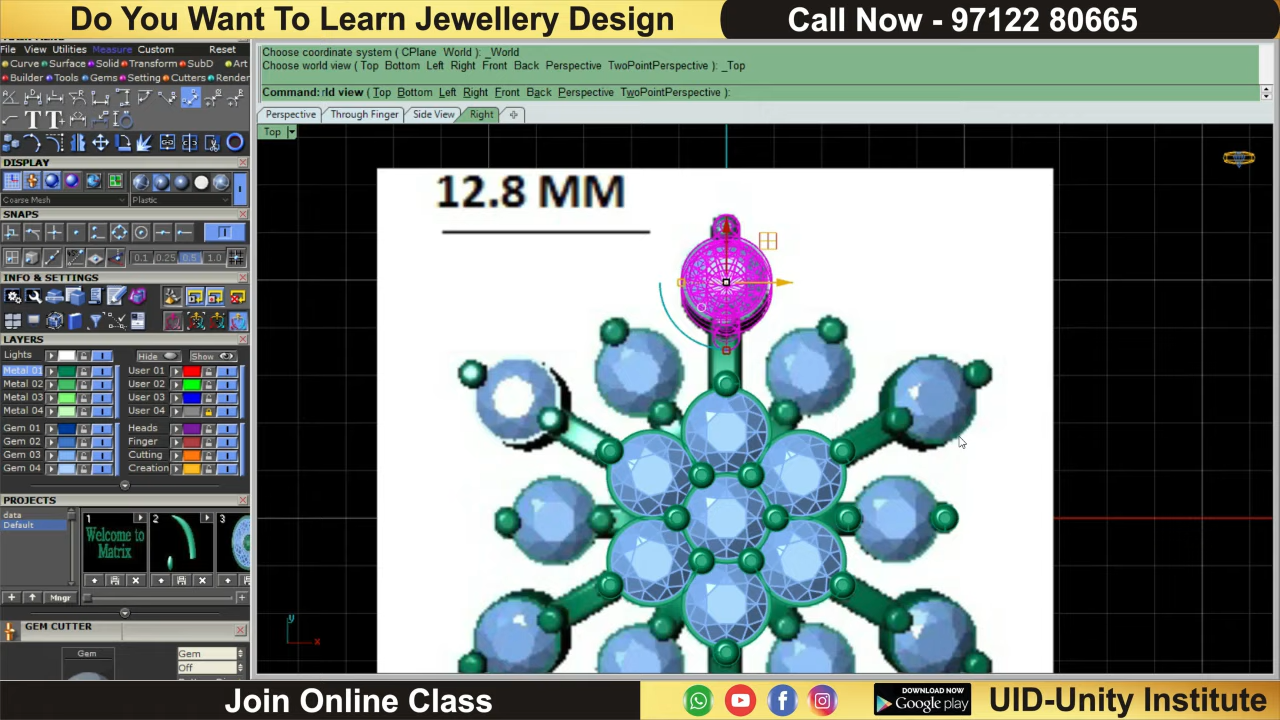 Do You Want To Learn Jewellery Design
Call Now - 97122 80665
File View Utilities Measure Custom Reset
Curve Surface Solid Transform SubD Art
Builder Tools Gems Setting Cutters Render
Choose coordinate system ( CPlane World ): _World
Choose world view ( Top Bottom Left Right Front Back Perspective TwoPointPerspective ): _Top
Command: rld view ( Top Bottom Left Right Front Back Perspective TwoPointPerspective ):
Perspective Through Finger Side View Right
Top
DISPLAY
Coarse Mesh Plastic
SNAPS
0.1 0.25 0.5 1.0
INFO & SETTINGS
LAYERS
Lights Hide Show
Metal 01 User 01
Metal 02 User 02
Metal 03 User 03
Metal 04 User 04
Gem 01 Heads
Gem 02 Finger
Gem 03 Cutting
Gem 04 Creation
PROJECTS
data
Default
1 2 3
Welcome to
Matrix
Mngr
GEM CUTTER
Gem Gem
Off
12.8 MM
y
x
Join Online Class
DOWNLOAD NOW
Google play
UID-Unity Institute